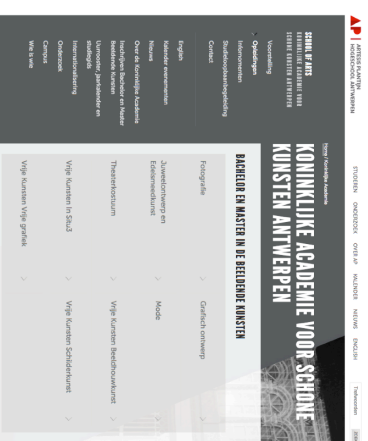 ARTESIS PLANTIJN
HOGESCHOOL ANTWERPEN
STUDEREN
ONDERZOEK
OVER AP
KALENDER
NIEUWS
ENGLISH
Trefwoorden
SCHOOL OF ARTS
KONINKLIJKE ACADEMIE VOOR
SCHONE KUNSTEN ANTWERPEN
Voorstelling
Opleidingen
Infomomenten
Studieloopbaanbegeleiding
Contact
English
Kalender evenementen
Nieuws
Over de Koninklijke Academie
Inschrijven Bachelor en Master
Beeldende Kunsten
Uurrooster, jaarkalender en
studiegids
Internationalisering
Onderzoek
Campus
Wie is wie
Home / Koninklijke Academie
KONINKLIJKE ACADEMIE VOOR SCHONE
KUNSTEN ANTWERPEN
BACHELOR EN MASTER IN DE BEELDENDE KUNSTEN
Fotografie
Grafisch ontwerp
Juweelontwerp en
Edelsmeedkunst
Mode
Theaterkostuum
Vrije Kunsten Beeldhouwkunst
Vrije Kunsten In Situ3
Vrije Kunsten Schilderkunst
Vrije Kunsten Vrije grafiek